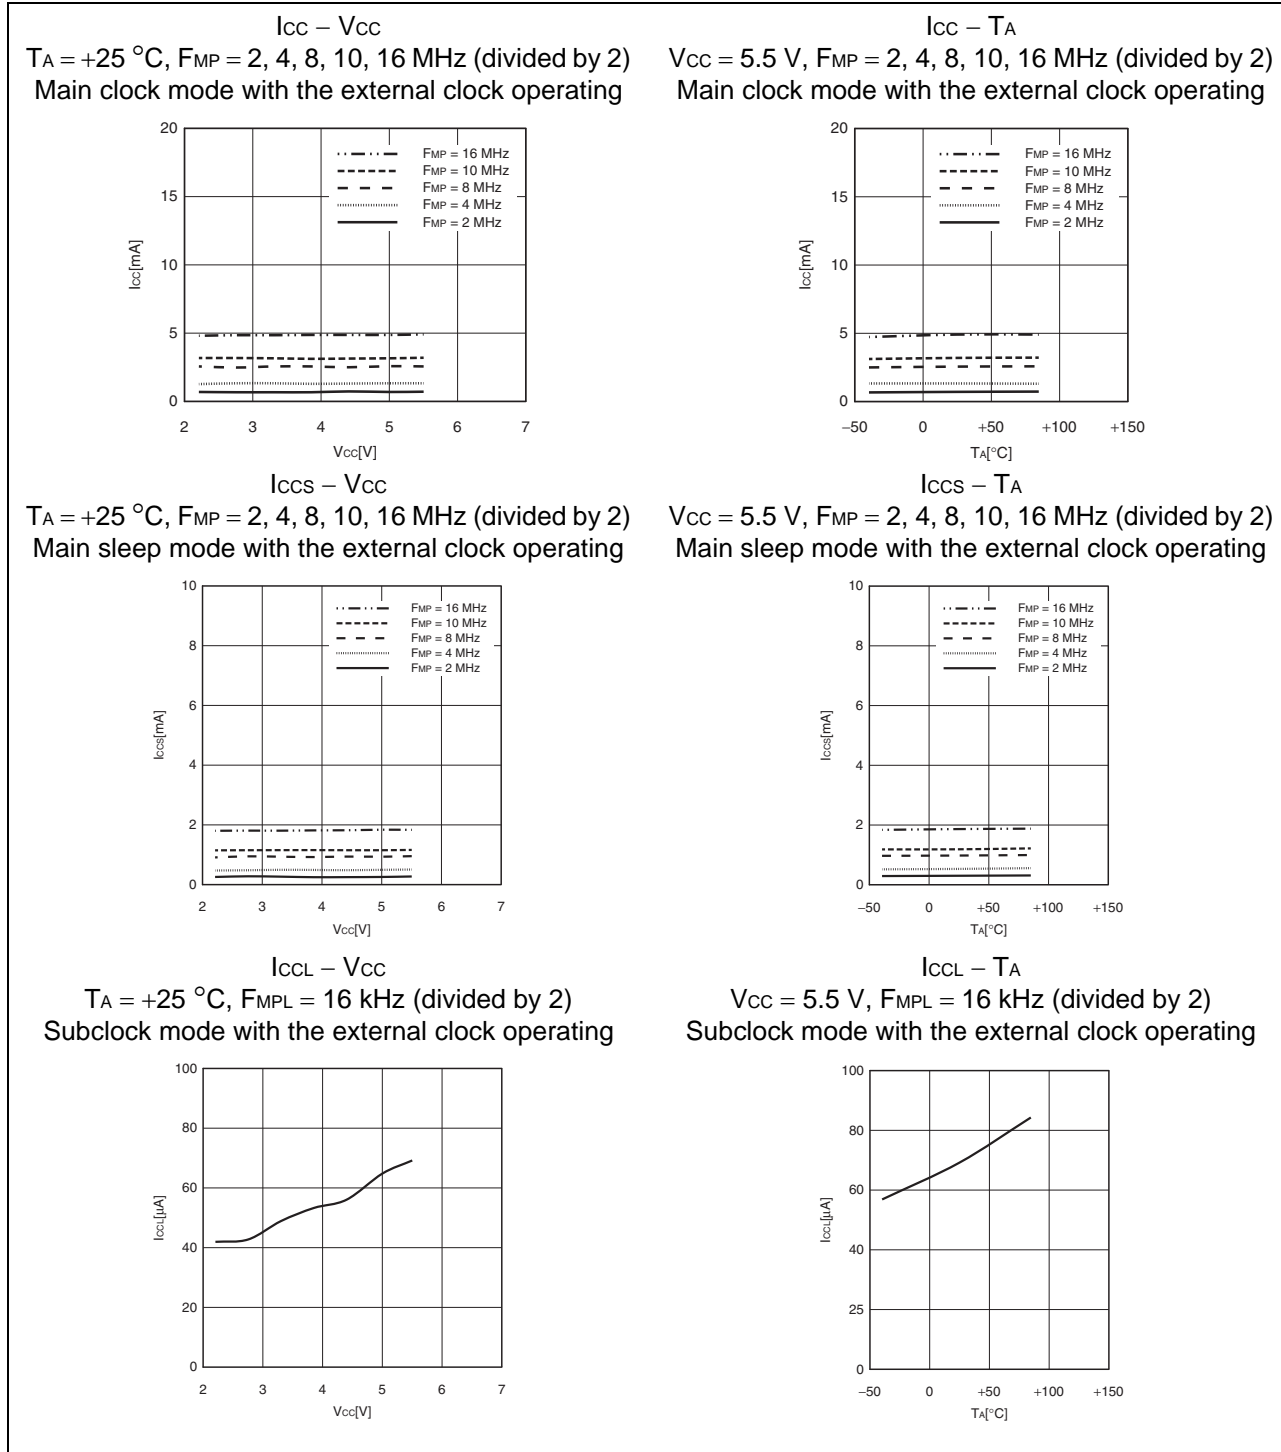 ICC – VCC
TA = +25 °C, FMP = 2, 4, 8, 10, 16 MHz (divided by 2)
Main clock mode with the external clock operating
20
15
10
5
0
ICC[mA]
FMP = 16 MHz
FMP = 10 MHz
FMP = 8 MHz
FMP = 4 MHz
FMP = 2 MHz
2 3 4 5 6 7
VCC[V]
ICC – TA
VCC = 5.5 V, FMP = 2, 4, 8, 10, 16 MHz (divided by 2)
Main clock mode with the external clock operating
20
15
10
5
0
ICC[mA]
FMP = 16 MHz
FMP = 10 MHz
FMP = 8 MHz
FMP = 4 MHz
FMP = 2 MHz
−50 0 +50 +100 +150
TA[°C]
ICCS – VCC
TA = +25 °C, FMP = 2, 4, 8, 10, 16 MHz (divided by 2)
Main sleep mode with the external clock operating
10
8
6
4
2
0
ICCS[mA]
FMP = 16 MHz
FMP = 10 MHz
FMP = 8 MHz
FMP = 4 MHz
FMP = 2 MHz
2 3 4 5 6 7
VCC[V]
ICCS – TA
VCC = 5.5 V, FMP = 2, 4, 8, 10, 16 MHz (divided by 2)
Main sleep mode with the external clock operating
10
8
6
4
2
0
ICCS[mA]
FMP = 16 MHz
FMP = 10 MHz
FMP = 8 MHz
FMP = 4 MHz
FMP = 2 MHz
−50 0 +50 +100 +150
TA[°C]
ICCL – VCC
TA = +25 °C, FMPL = 16 kHz (divided by 2)
Subclock mode with the external clock operating
100
80
60
40
20
0
ICCL[µA]
2 3 4 5 6 7
VCC[V]
ICCL – TA
VCC = 5.5 V, FMPL = 16 kHz (divided by 2)
Subclock mode with the external clock operating
100
80
60
40
25
0
ICCL[µA]
−50 0 +50 +100 +150
TA[°C]